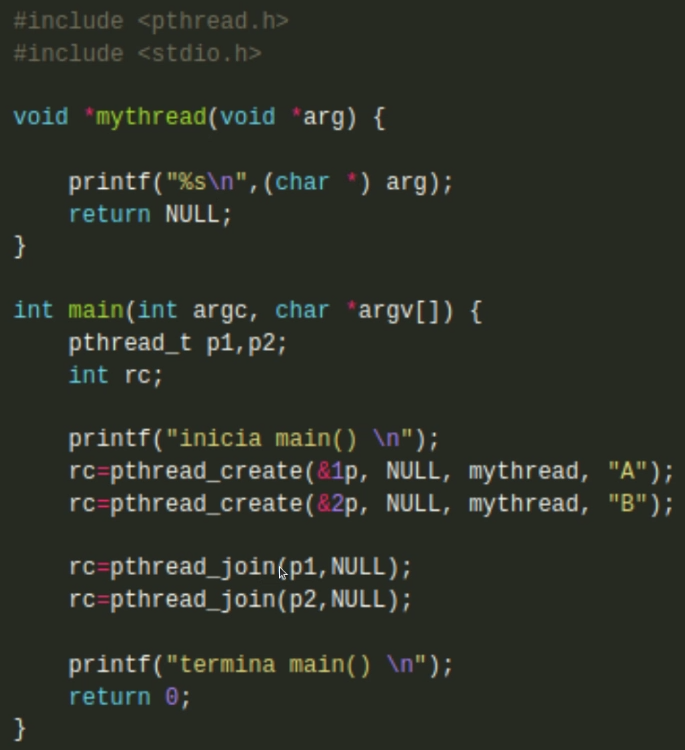 #include <pthread.h>
#include <stdio.h>
void *mythread(void *arg) {
printf("%s\n",(char *) arg);
return NULL;
}
int main(int argc, char *argv[]) {
pthread_t p1,p2;
int rc;
printf("inicia main() \n");
rc=pthread_create(&1p, NULL, mythread, "A");
rc=pthread_create(&2p, NULL, mythread, "B");
rc=pthread_join(p1,NULL);
rc=pthread_join(p2,NULL);
printf("termina main() \n");
return 0;
}